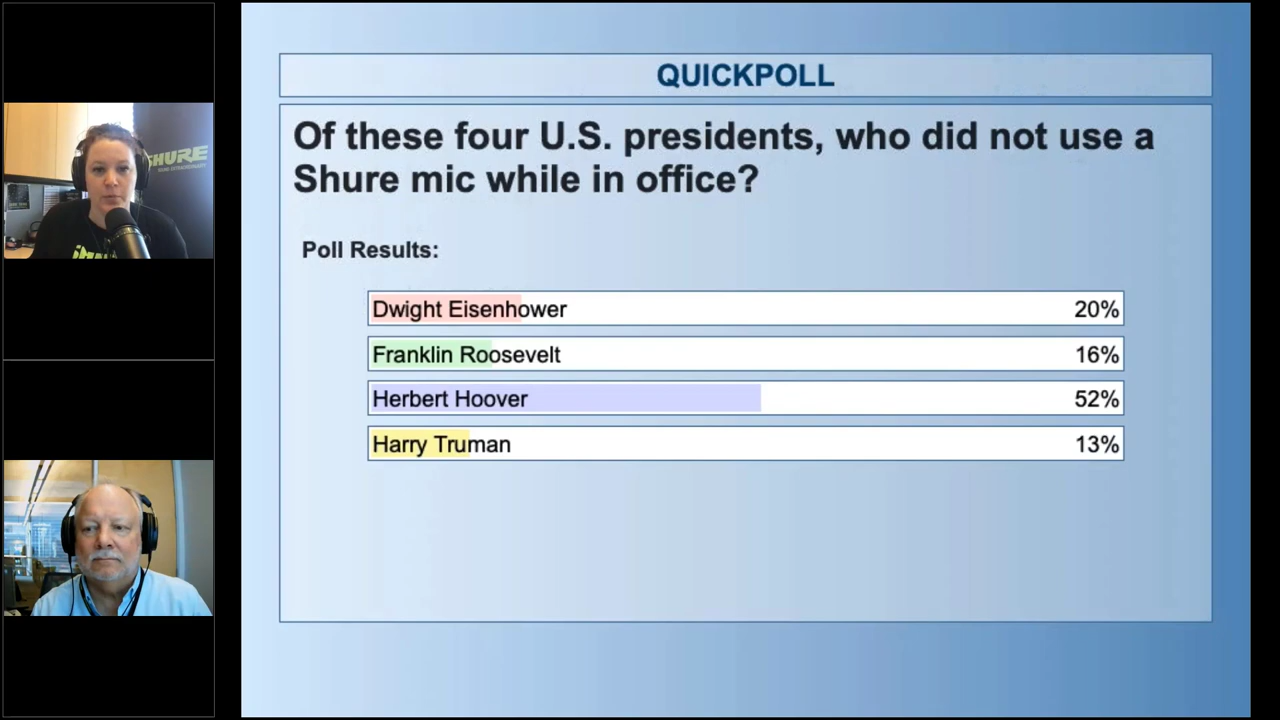 QUICKPOLL
Of these four U.S. presidents, who did not use a
Shure mic while in office?
Poll Results:
Dwight Eisenhower 20%
Franklin Roosevelt 16%
Herbert Hoover 52%
Harry Truman 13%
SHURE